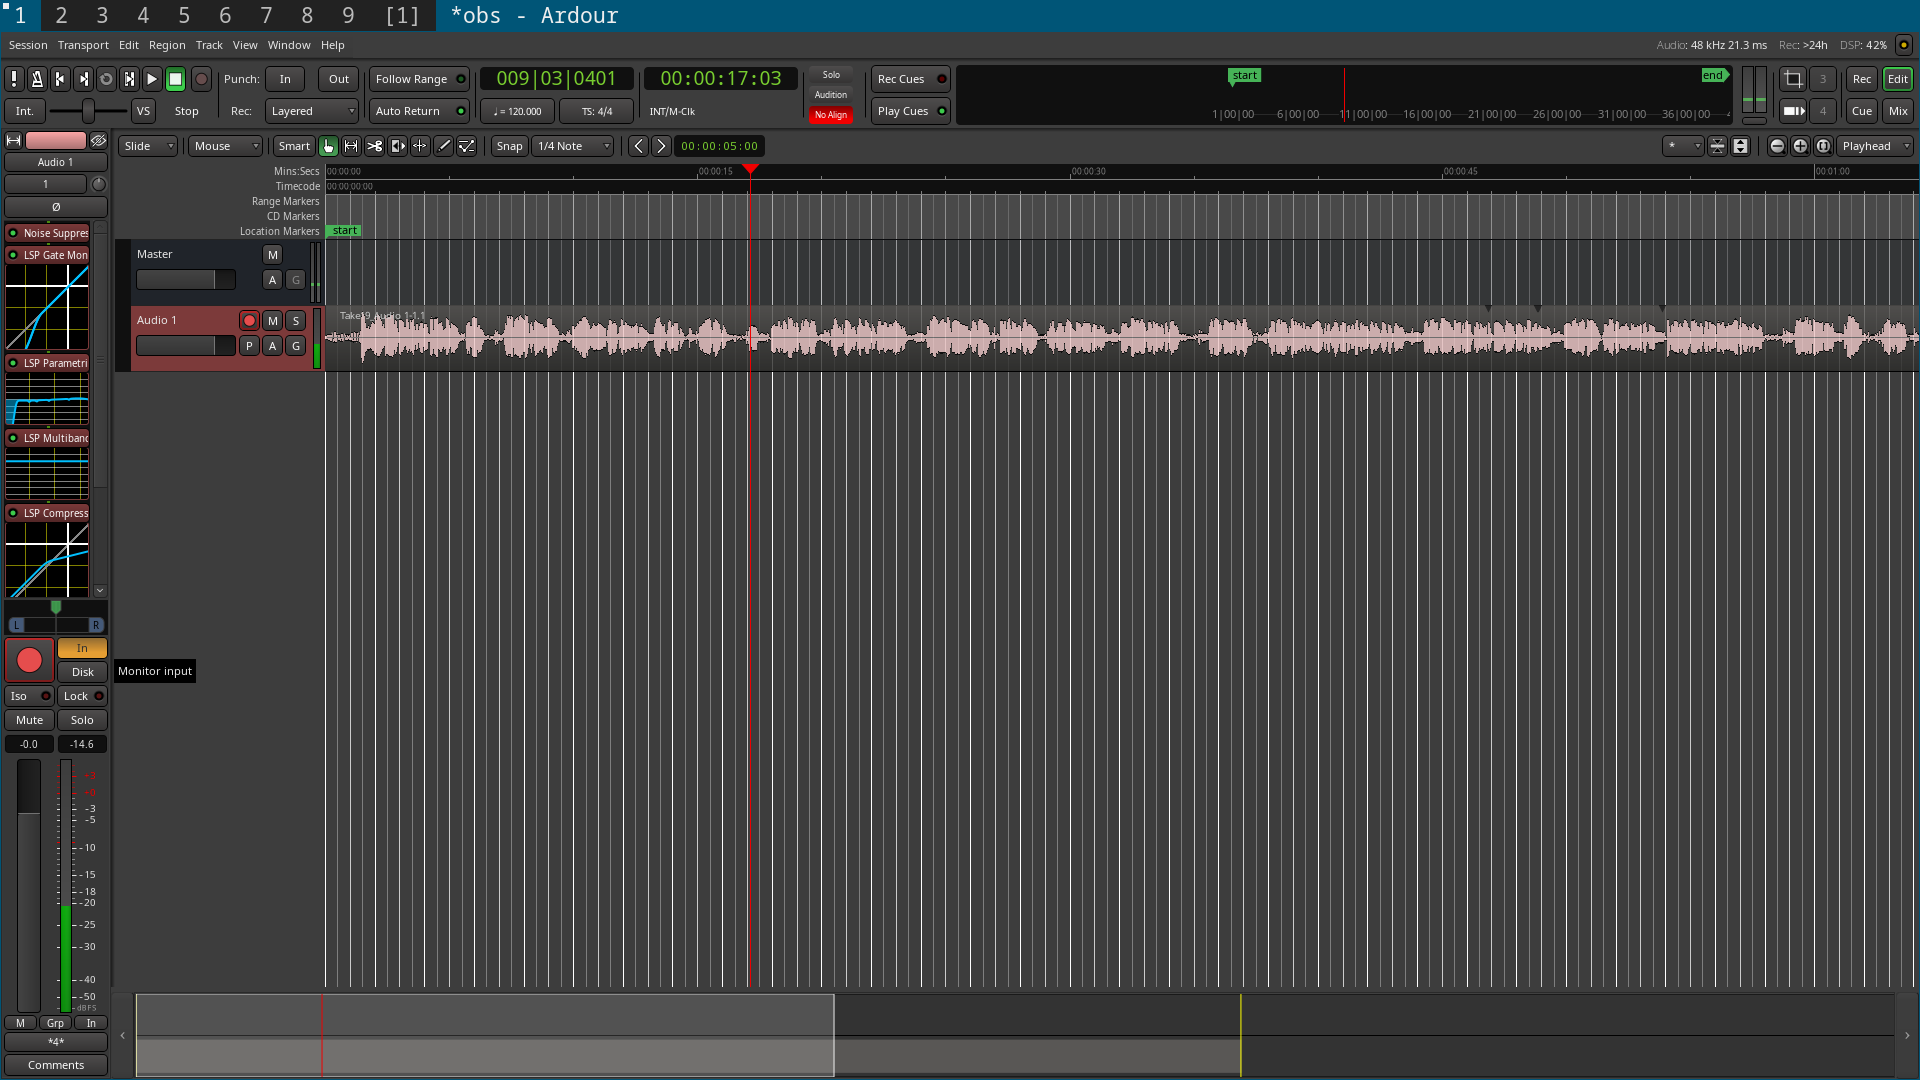 1 2 3 4 5 6 7 8 9 [1] *obs - Ardour
Session Transport Edit Region Track View Window Help Audio: 48 kHz 21.3 ms Rec: >24h DSP: 42%
Punch: In Out Follow Range 009|03|0401 00:00:17:03 Solo Rec Cues start end 3 Rec Edit
Audition
Int. VS Stop Rec: Layered Auto Return ♩= 120.000 TS: 4/4 INT/M-Clk No Align Play Cues 1|00|00 6|00|00 11|00|00 16|00|00 21|00|00 26|00|00 31|00|00 36|00|00 4 Cue Mix
Slide Mouse Smart Snap 1/4 Note 00:00:05:00 * Playhead
Audio 1
1
Ø
Mins:Secs 00:00:00 00:00:15 00:00:30 00:00:45 00:01:00
Timecode 00:00:00:00
Range Markers
CD Markers
Location Markers start
Noise Suppres
LSP Gate Mon
LSP Parametri
LSP Multiband
LSP Compress
Master M
A G
Audio 1 M S
P A G
Take19_Audio 1-1.1
L R
In
Disk
Monitor input
Iso Lock
Mute Solo
-0.0 -14.6
+3
+0
-3
-5
-10
-15
-18
-20
-25
-30
-40
-50
dBFS
M Grp In
*4*
Comments